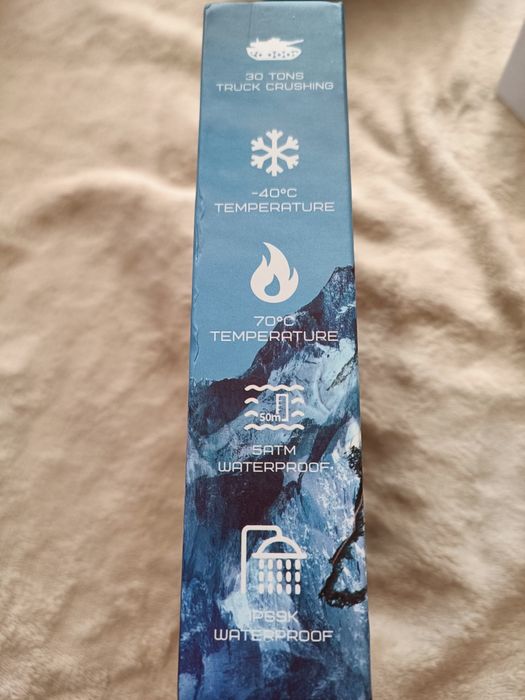 30 TONS
TRUCK CRUSHING
-40°C
TEMPERATURE
70°C
TEMPERATURE
50m
5ATM
WATERPROOF
IP69K
WATERPROOF